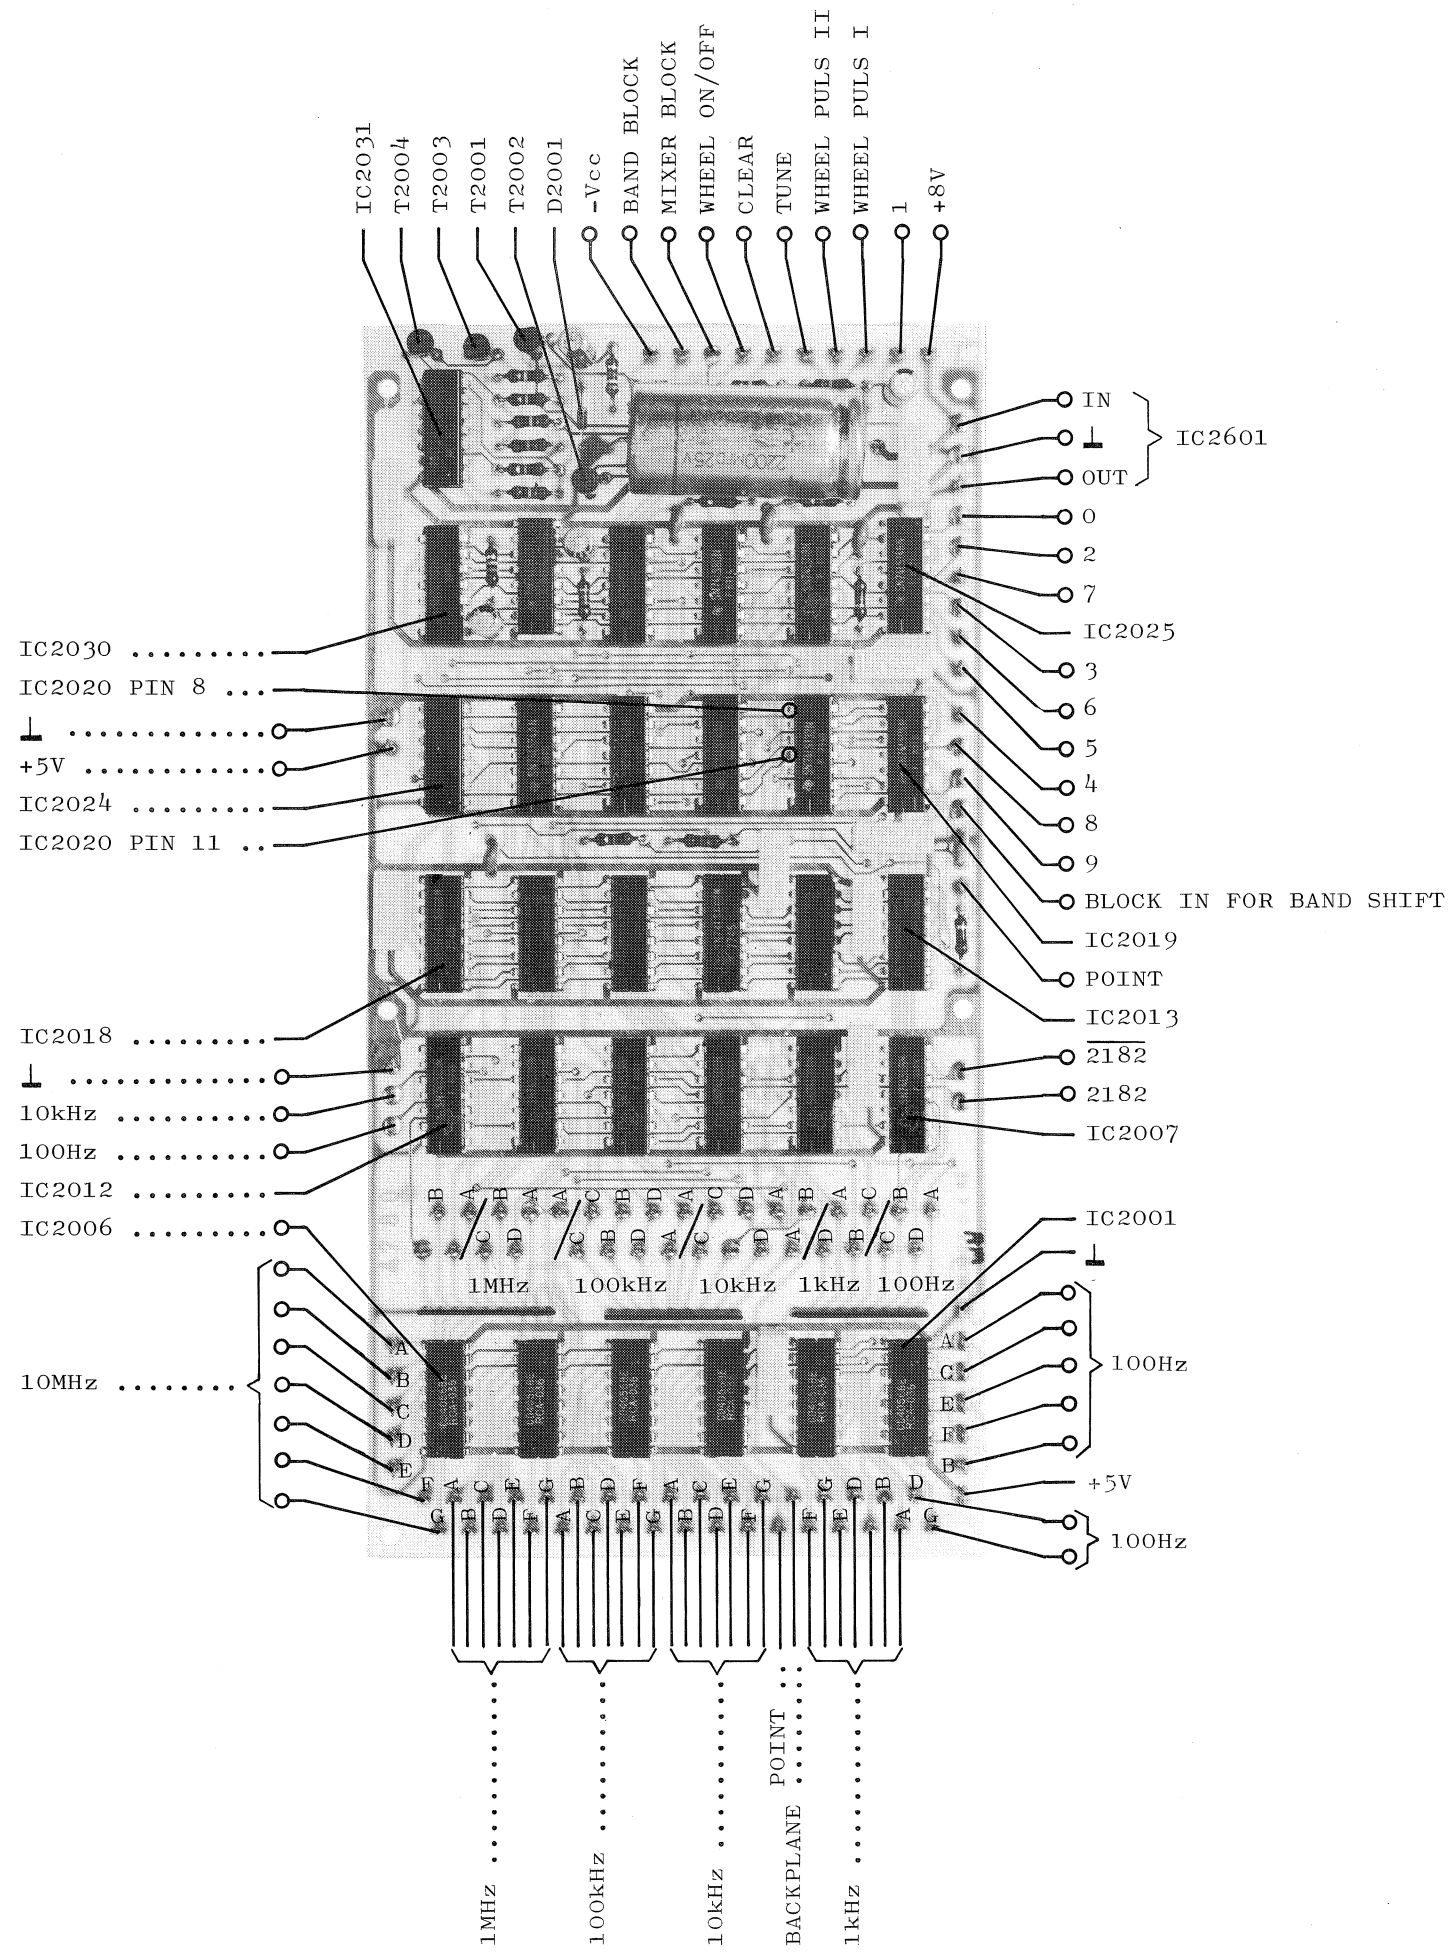 IC2031
T2004
T2003
T2001
T2002
D2001
-Vcc
BAND BLOCK
MIXER BLOCK
WHEEL ON/OFF
CLEAR
TUNE
WHEEL PULS II
WHEEL PULS I
1
+8V
IN
⊥
OUT
IC2601
0
2
7
IC2025
3
6
5
4
8
9
BLOCK IN FOR BAND SHIFT
IC2019
POINT
IC2013
2182
2182
IC2007
IC2001
⊥
100Hz
+5V
100Hz
IC2030 .........
IC2020 PIN 8 ...
⊥ .............
+5V ............
IC2024 .........
IC2020 PIN 11 ..
IC2018 .........
⊥ .............
10kHz ..........
100Hz ..........
IC2012 .........
IC2006 .........
10MHz ........
2200µF 25V
B A B A A C B D A C D A B A C B A
C D C B D A C D A D B C D
1MHz 100kHz 10kHz 1kHz 100Hz
A
B
C
D
E
A
C
E
F
B
F A C E G B D F A C E G G D B D
G B D F A C E G B D F F E A G
1MHz
100kHz
10kHz
POINT
BACKPLANE
1kHz